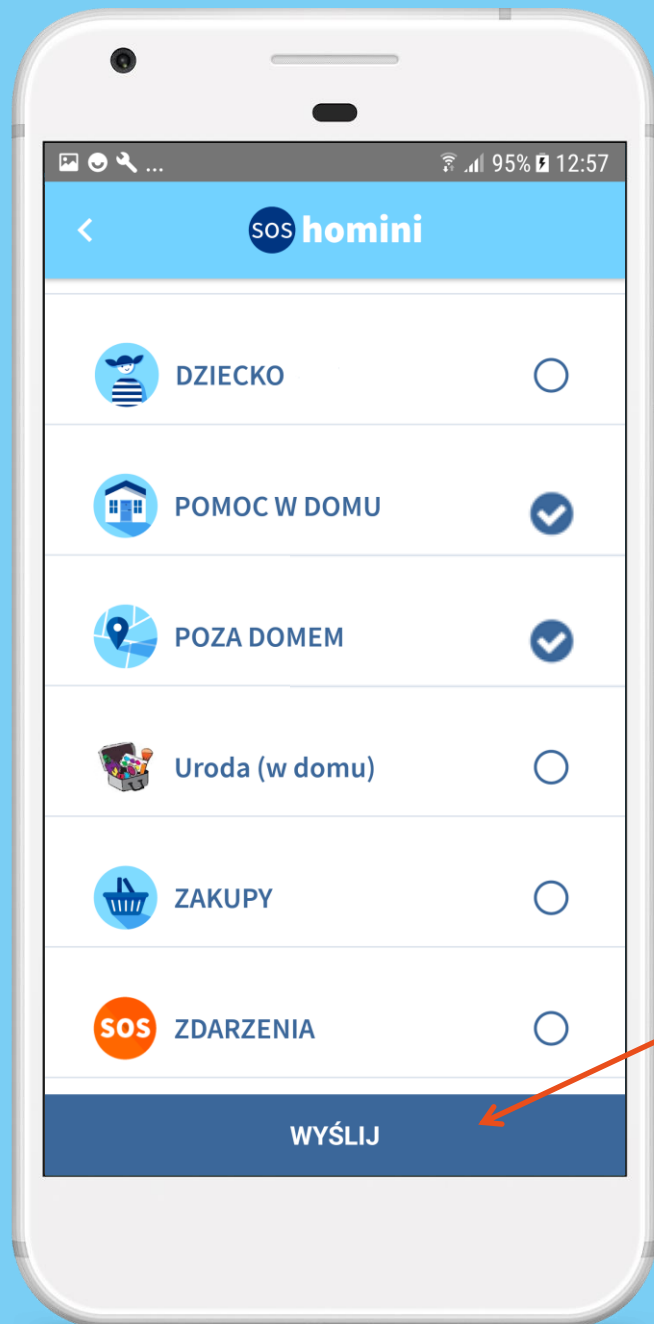 ... 95% 12:57
SOS homini
DZIECKO
POMOC W DOMU
POZA DOMEM
Uroda (w domu)
ZAKUPY
SOS ZDARZENIA
WYŚLIJ